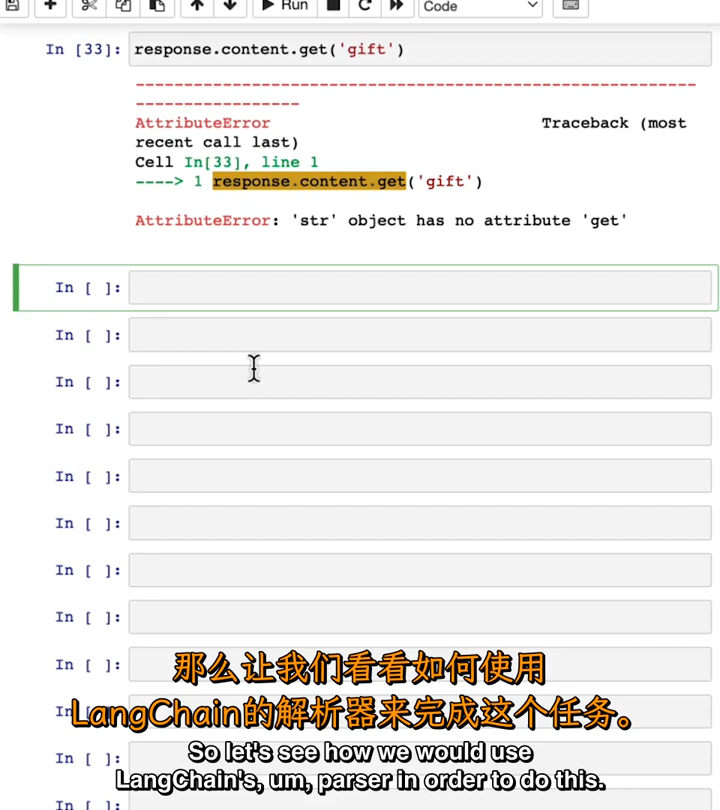 Run
Code
In [33]: response.content.get('gift')
---------------------------------------------------------
-----------------
AttributeError Traceback (most
recent call last)
Cell In[33], line 1
----> 1 response.content.get('gift')
AttributeError: 'str' object has no attribute 'get'
In [ ]:
In [ ]:
In [ ]:
In [ ]:
In [ ]:
In [ ]:
In [ ]:
In [ ]:
In [ ]:
那么让我们看看如何使用
In
LangChain的解析器来完成这个任务。
So let's see how we would use
In [ ]:
LangChain's, um, parser in order to do this.
In [ ]: